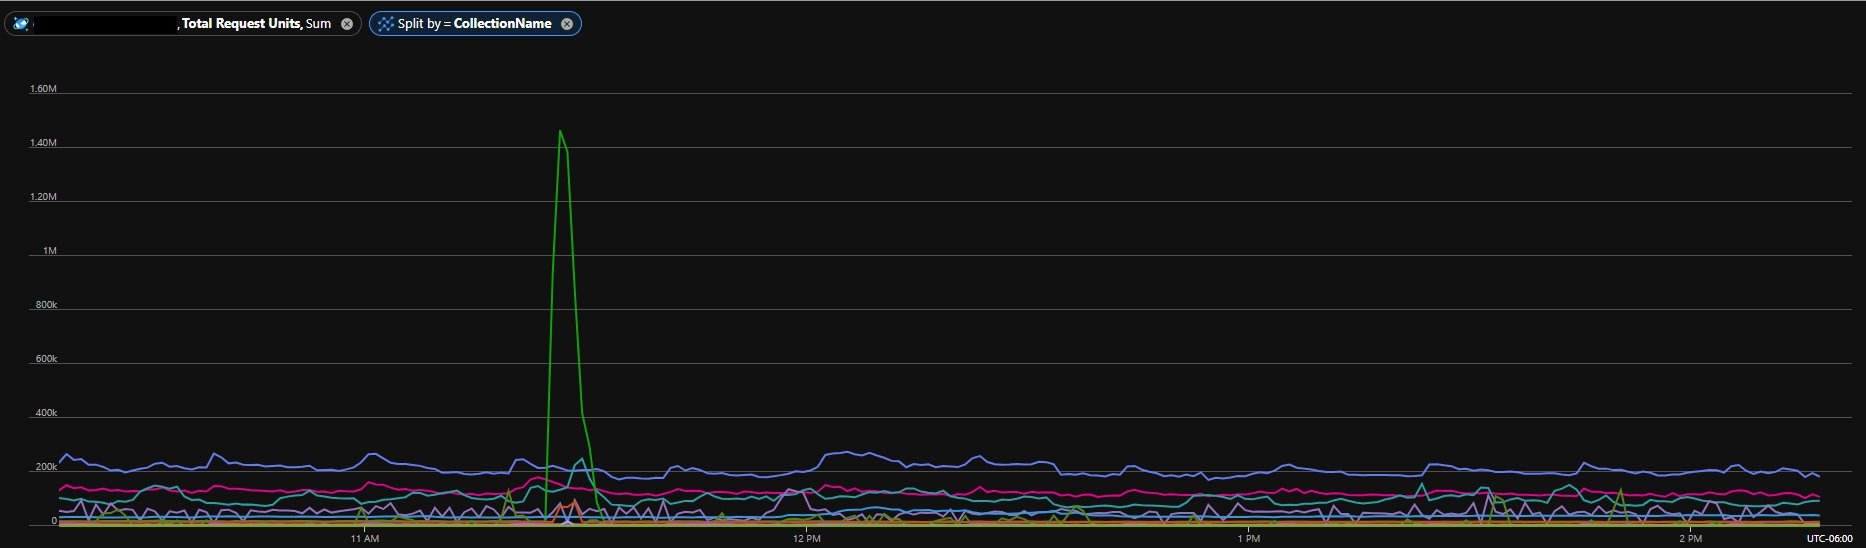 , Total Request Units, Sum
Split by = CollectionName
1.60M
1.40M
1.20M
1M
800k
600k
400k
200k
0
11 AM
12 PM
1 PM
2 PM
UTC-06:00